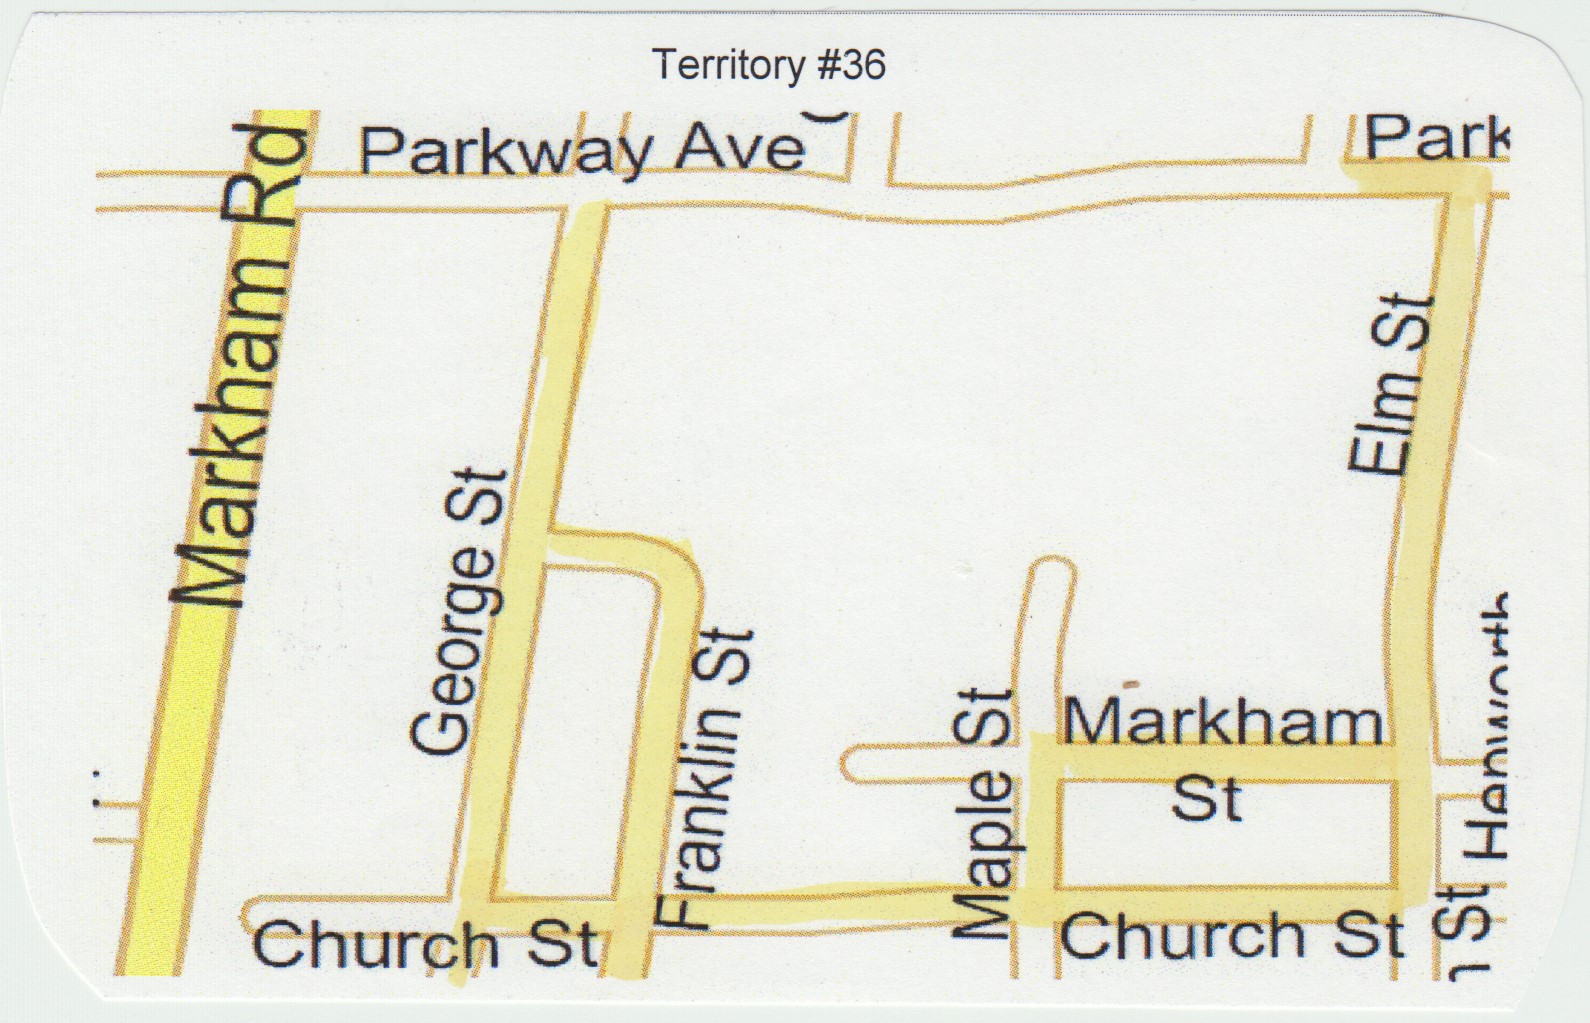 Territory #36
Parkway Ave
Park
Markham Rd
George St
Franklin St
Elm St
Maple St
Markham
St
Church St
Church St
St